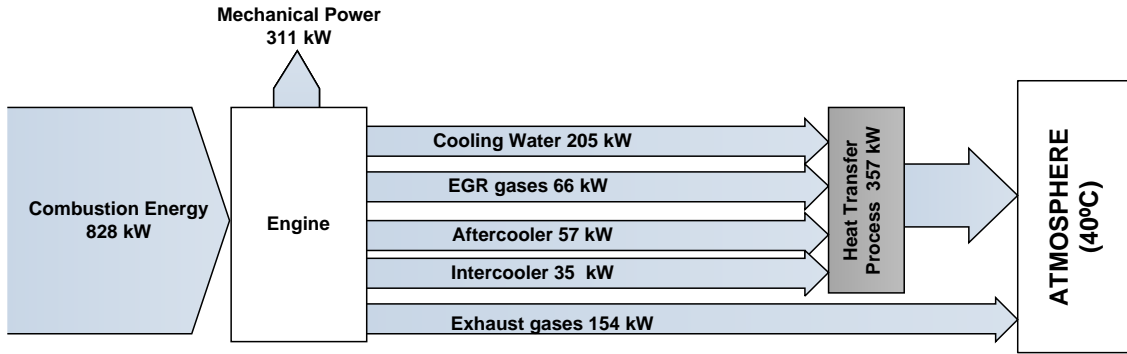 Mechanical Power
311 kW
Combustion Energy
828 kW
Engine
Cooling Water 205 kW
EGR gases 66 kW
Aftercooler 57 kW
Intercooler 35 kW
Exhaust gases 154 kW
Heat Transfer
Process 357 kW
ATMOSPHERE
(40ºC)